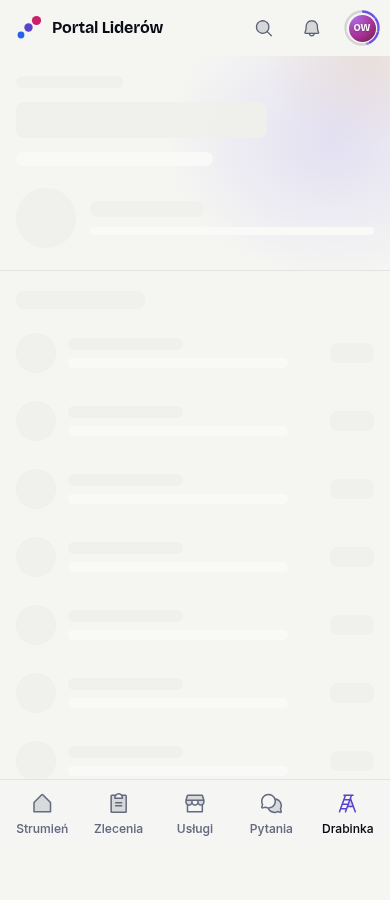 Portal Liderów
OW
Strumień
Zlecenia
Usługi
Pytania
Drabinka